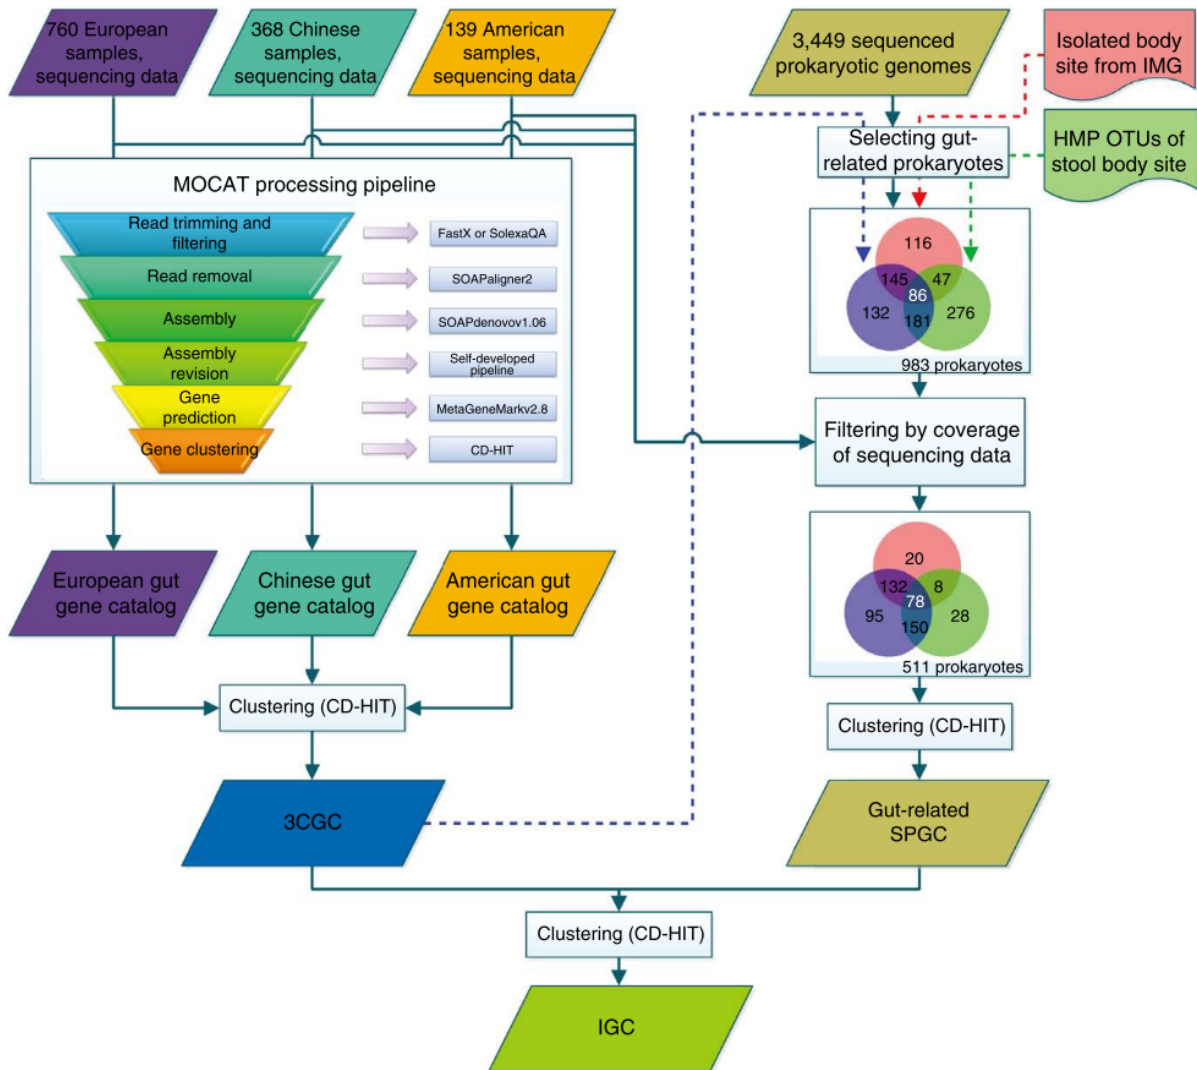 760 European
samples,
sequencing data
368 Chinese
samples,
sequencing data
139 American
samples,
sequencing data
3,449 sequenced
prokaryotic genomes
Isolated body
site from IMG
HMP OTUs of
stool body site
Selecting gut-
related prokaryotes
MOCAT processing pipeline
Read trimming and
filtering
FastX or SolexaQA
Read removal
SOAPaligner2
Assembly
SOAPdenovov1.06
Assembly
revision
Self-developed
pipeline
Gene
prediction
MetaGeneMarkv2.8
Gene clustering
CD-HIT
116
145
47
86
132
181
276
983 prokaryotes
Filtering by coverage
of sequencing data
20
132
8
78
95
150
28
511 prokaryotes
European gut
gene catalog
Chinese gut
gene catalog
American gut
gene catalog
Clustering (CD-HIT)
Clustering (CD-HIT)
3CGC
Gut-related
SPGC
Clustering (CD-HIT)
IGC